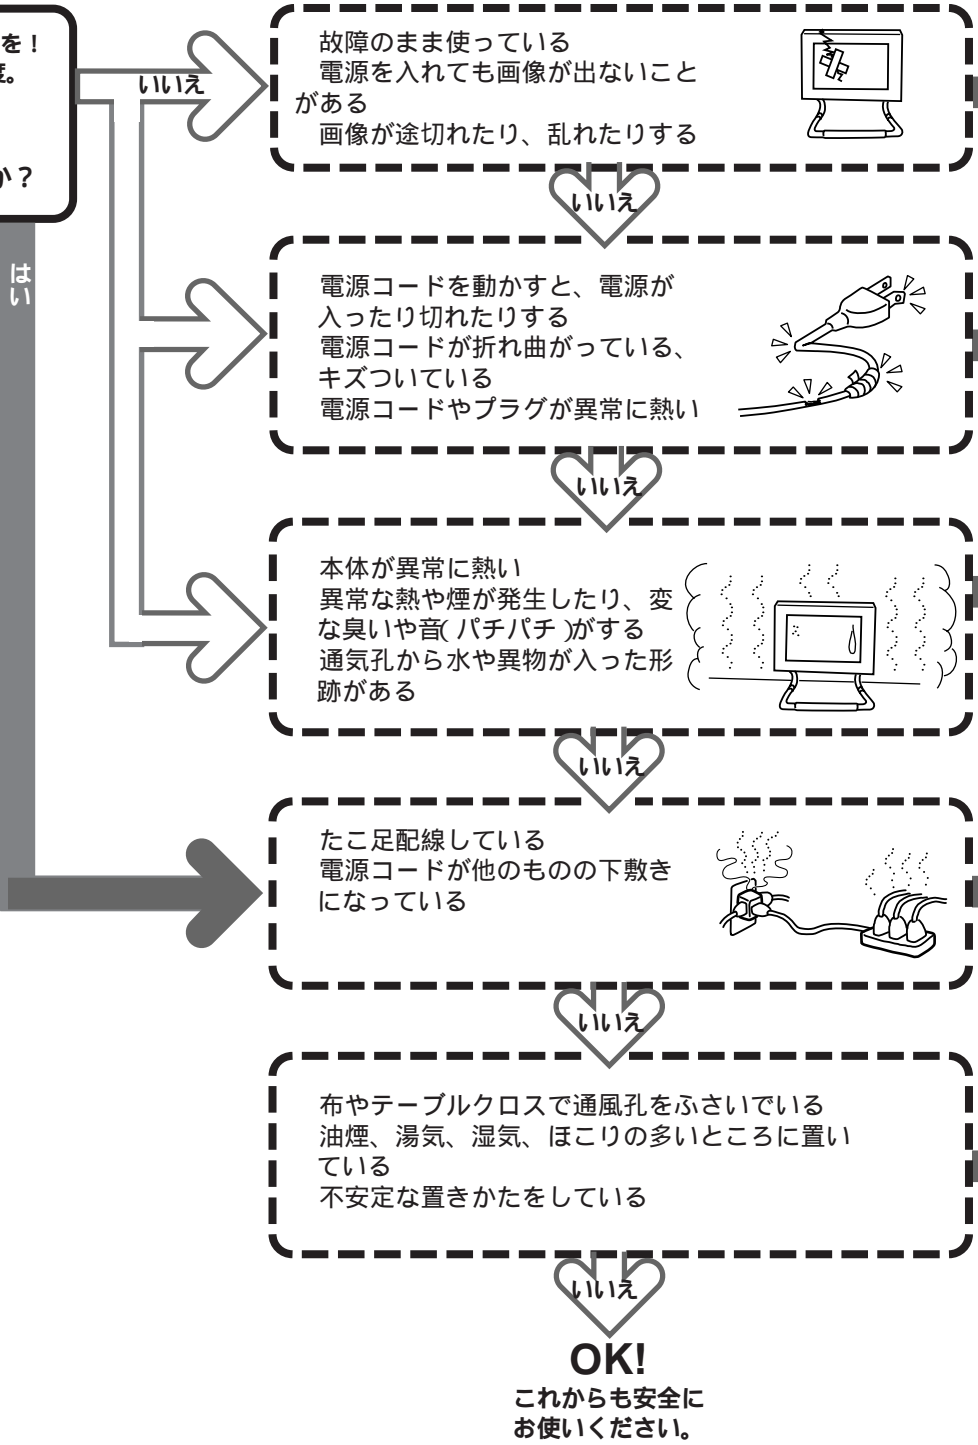 を！
か？
いいえ
はい
故障のまま使っている
電源を入れても画像が出ないこと
がある
画像が途切れたり、乱れたりする
いいえ
電源コードを動かすと、電源が
入ったり切れたりする
電源コードが折れ曲がっている、
キズついている
電源コードやプラグが異常に熱い
いいえ
本体が異常に熱い
異常な熱や煙が発生したり、変
な臭いや音(パチパチ)がする
通気孔から水や異物が入った形
跡がある
いいえ
たこ足配線している
電源コードが他のものの下敷き
になっている
いいえ
布やテーブルクロスで通風孔をふさいでいる
油煙、湯気、湿気、ほこりの多いところに置い
ている
不安定な置きかたをしている
いいえ
OK!
これからも安全に
お使いください。